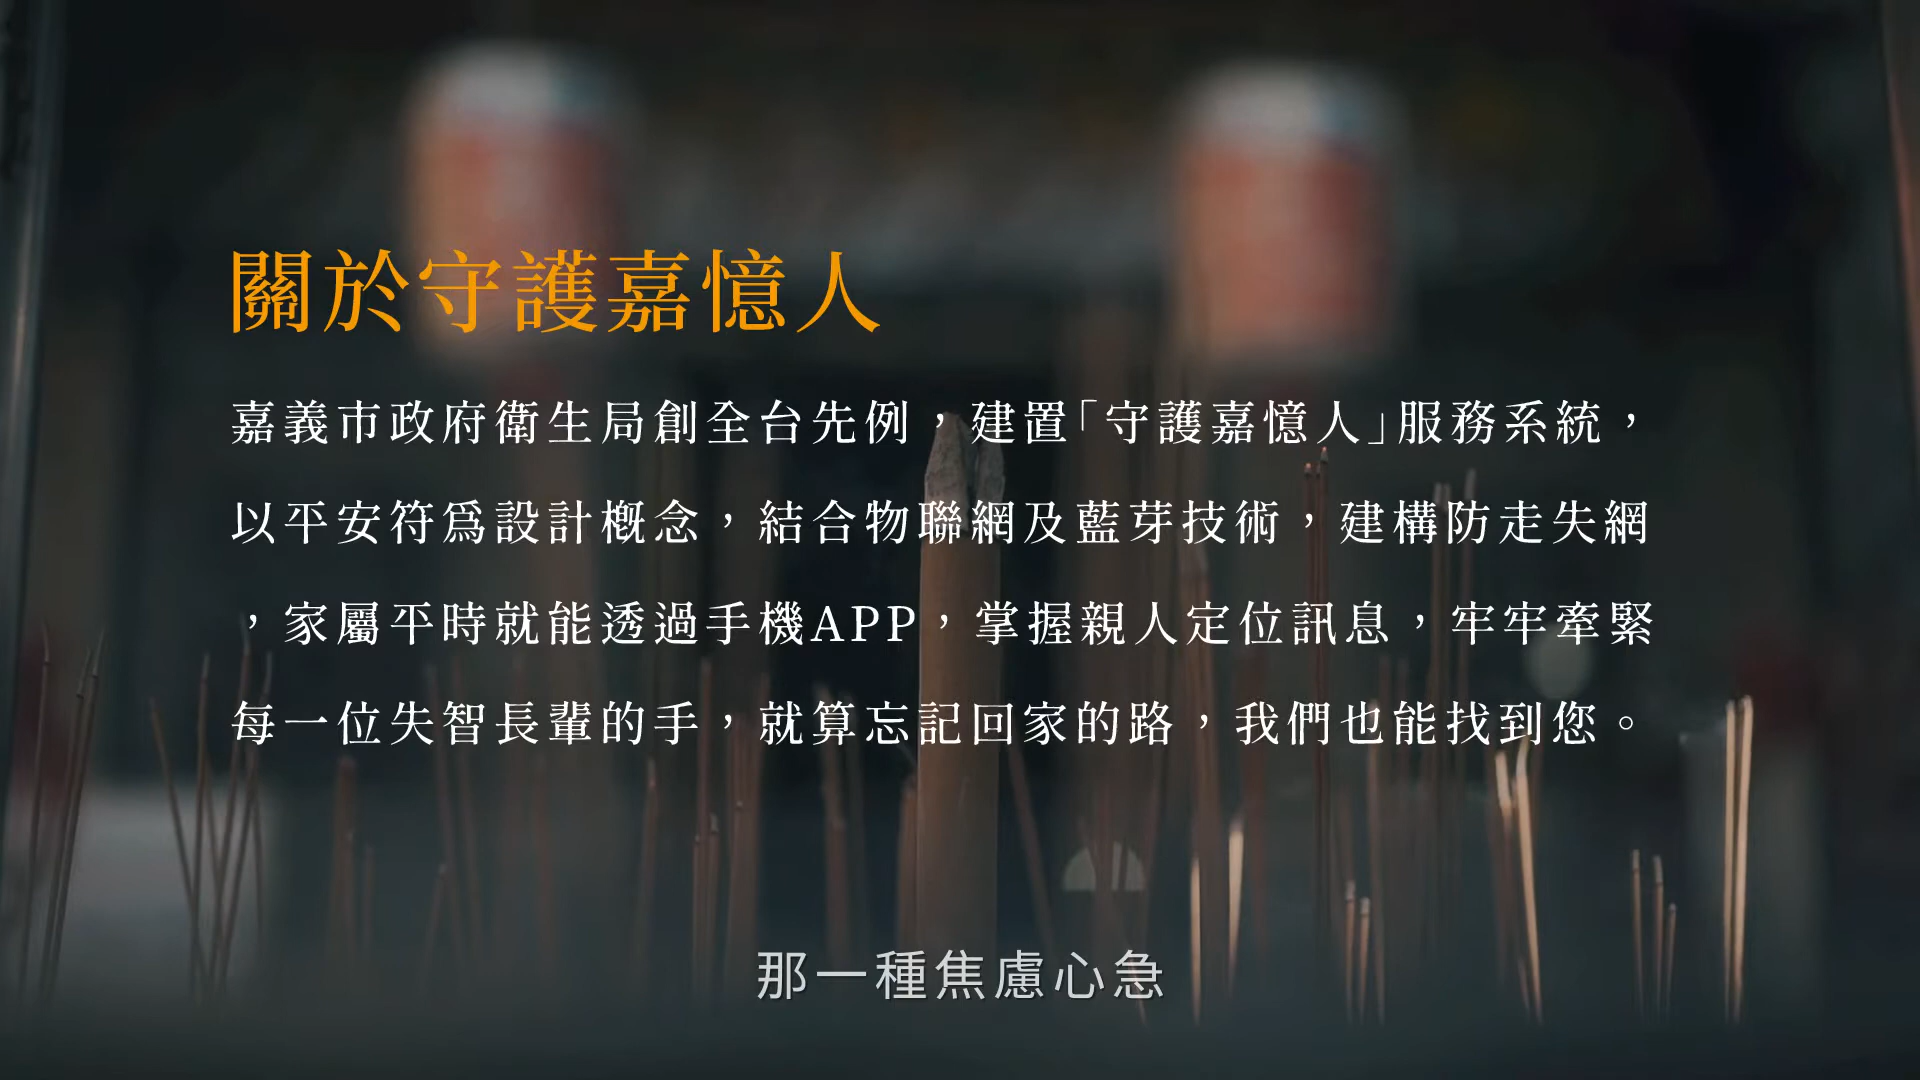 關於守護嘉憶人
嘉義市政府衛生局創全台先例，建置「守護嘉憶人」服務系統，
以平安符為設計概念，結合物聯網及藍芽技術，建構防走失網
，家屬平時就能透過手機APP，掌握親人定位訊息，牢牢牽緊
每一位失智長輩的手，就算忘記回家的路，我們也能找到您。
那一種焦慮心急